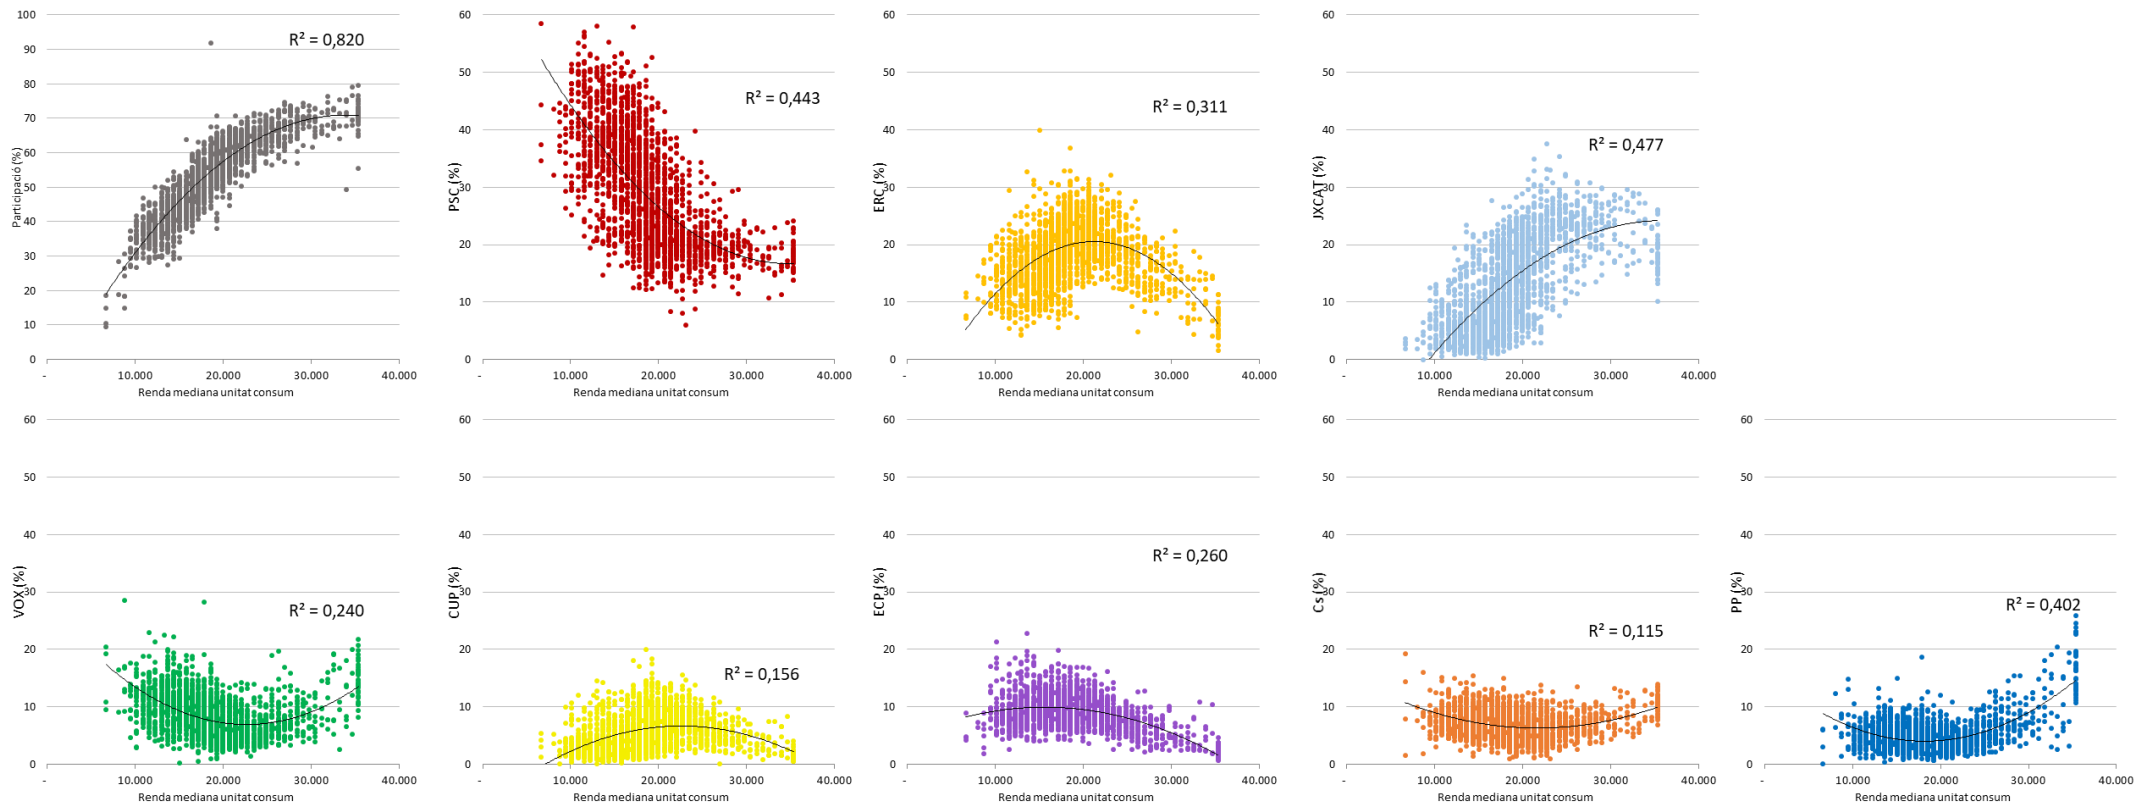 Participació (%)
100
90
80
70
60
50
40
30
20
10
0
R² = 0,820
- 10.000 20.000 30.000 40.000
Renda mediana unitat consum
PSC (%)
60
50
40
30
20
10
0
R² = 0,443
- 10.000 20.000 30.000 40.000
Renda mediana unitat consum
ERC (%)
60
50
40
30
20
10
0
R² = 0,311
- 10.000 20.000 30.000 40.000
Renda mediana unitat consum
JXCAT (%)
60
50
40
30
20
10
0
R² = 0,477
- 10.000 20.000 30.000 40.000
Renda mediana unitat consum
VOX (%)
60
50
40
30
20
10
0
R² = 0,240
- 10.000 20.000 30.000 40.000
Renda mediana unitat consum
CUP (%)
60
50
40
30
20
10
0
R² = 0,156
- 10.000 20.000 30.000 40.000
Renda mediana unitat consum
ECP (%)
60
50
40
30
20
10
0
R² = 0,260
- 10.000 20.000 30.000 40.000
Renda mediana unitat consum
Cs (%)
60
50
40
30
20
10
0
R² = 0,115
- 10.000 20.000 30.000 40.000
Renda mediana unitat consum
PP (%)
60
50
40
30
20
10
0
R² = 0,402
- 10.000 20.000 30.000 40.000
Renda mediana unitat consum